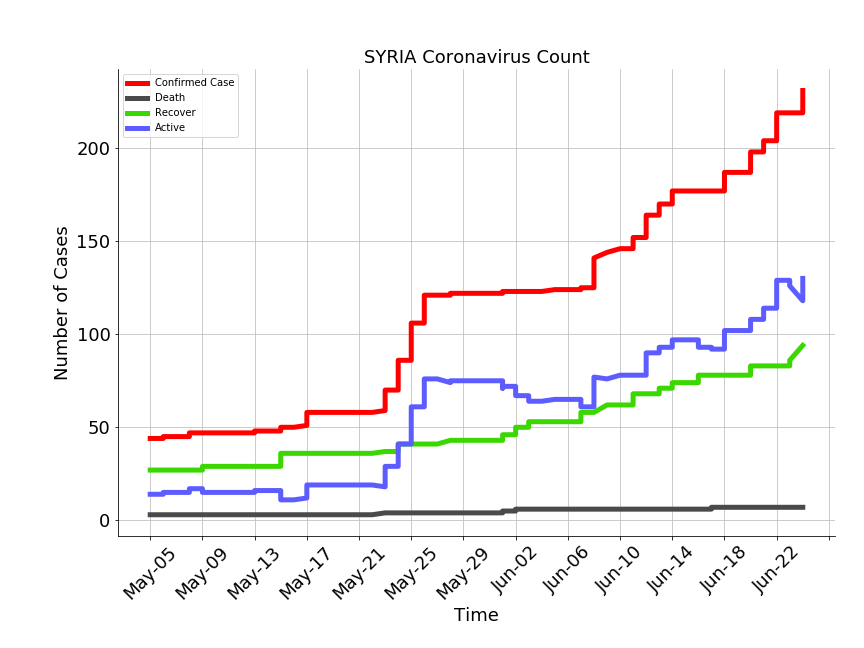 SYRIA Coronavirus Count
Confirmed Case
Death
Recover
Active
Number of Cases
200
150
100
50
0
May-05
May-09
May-13
May-17
May-21
May-25
May-29
Jun-02
Jun-06
Jun-10
Jun-14
Jun-18
Jun-22
Time